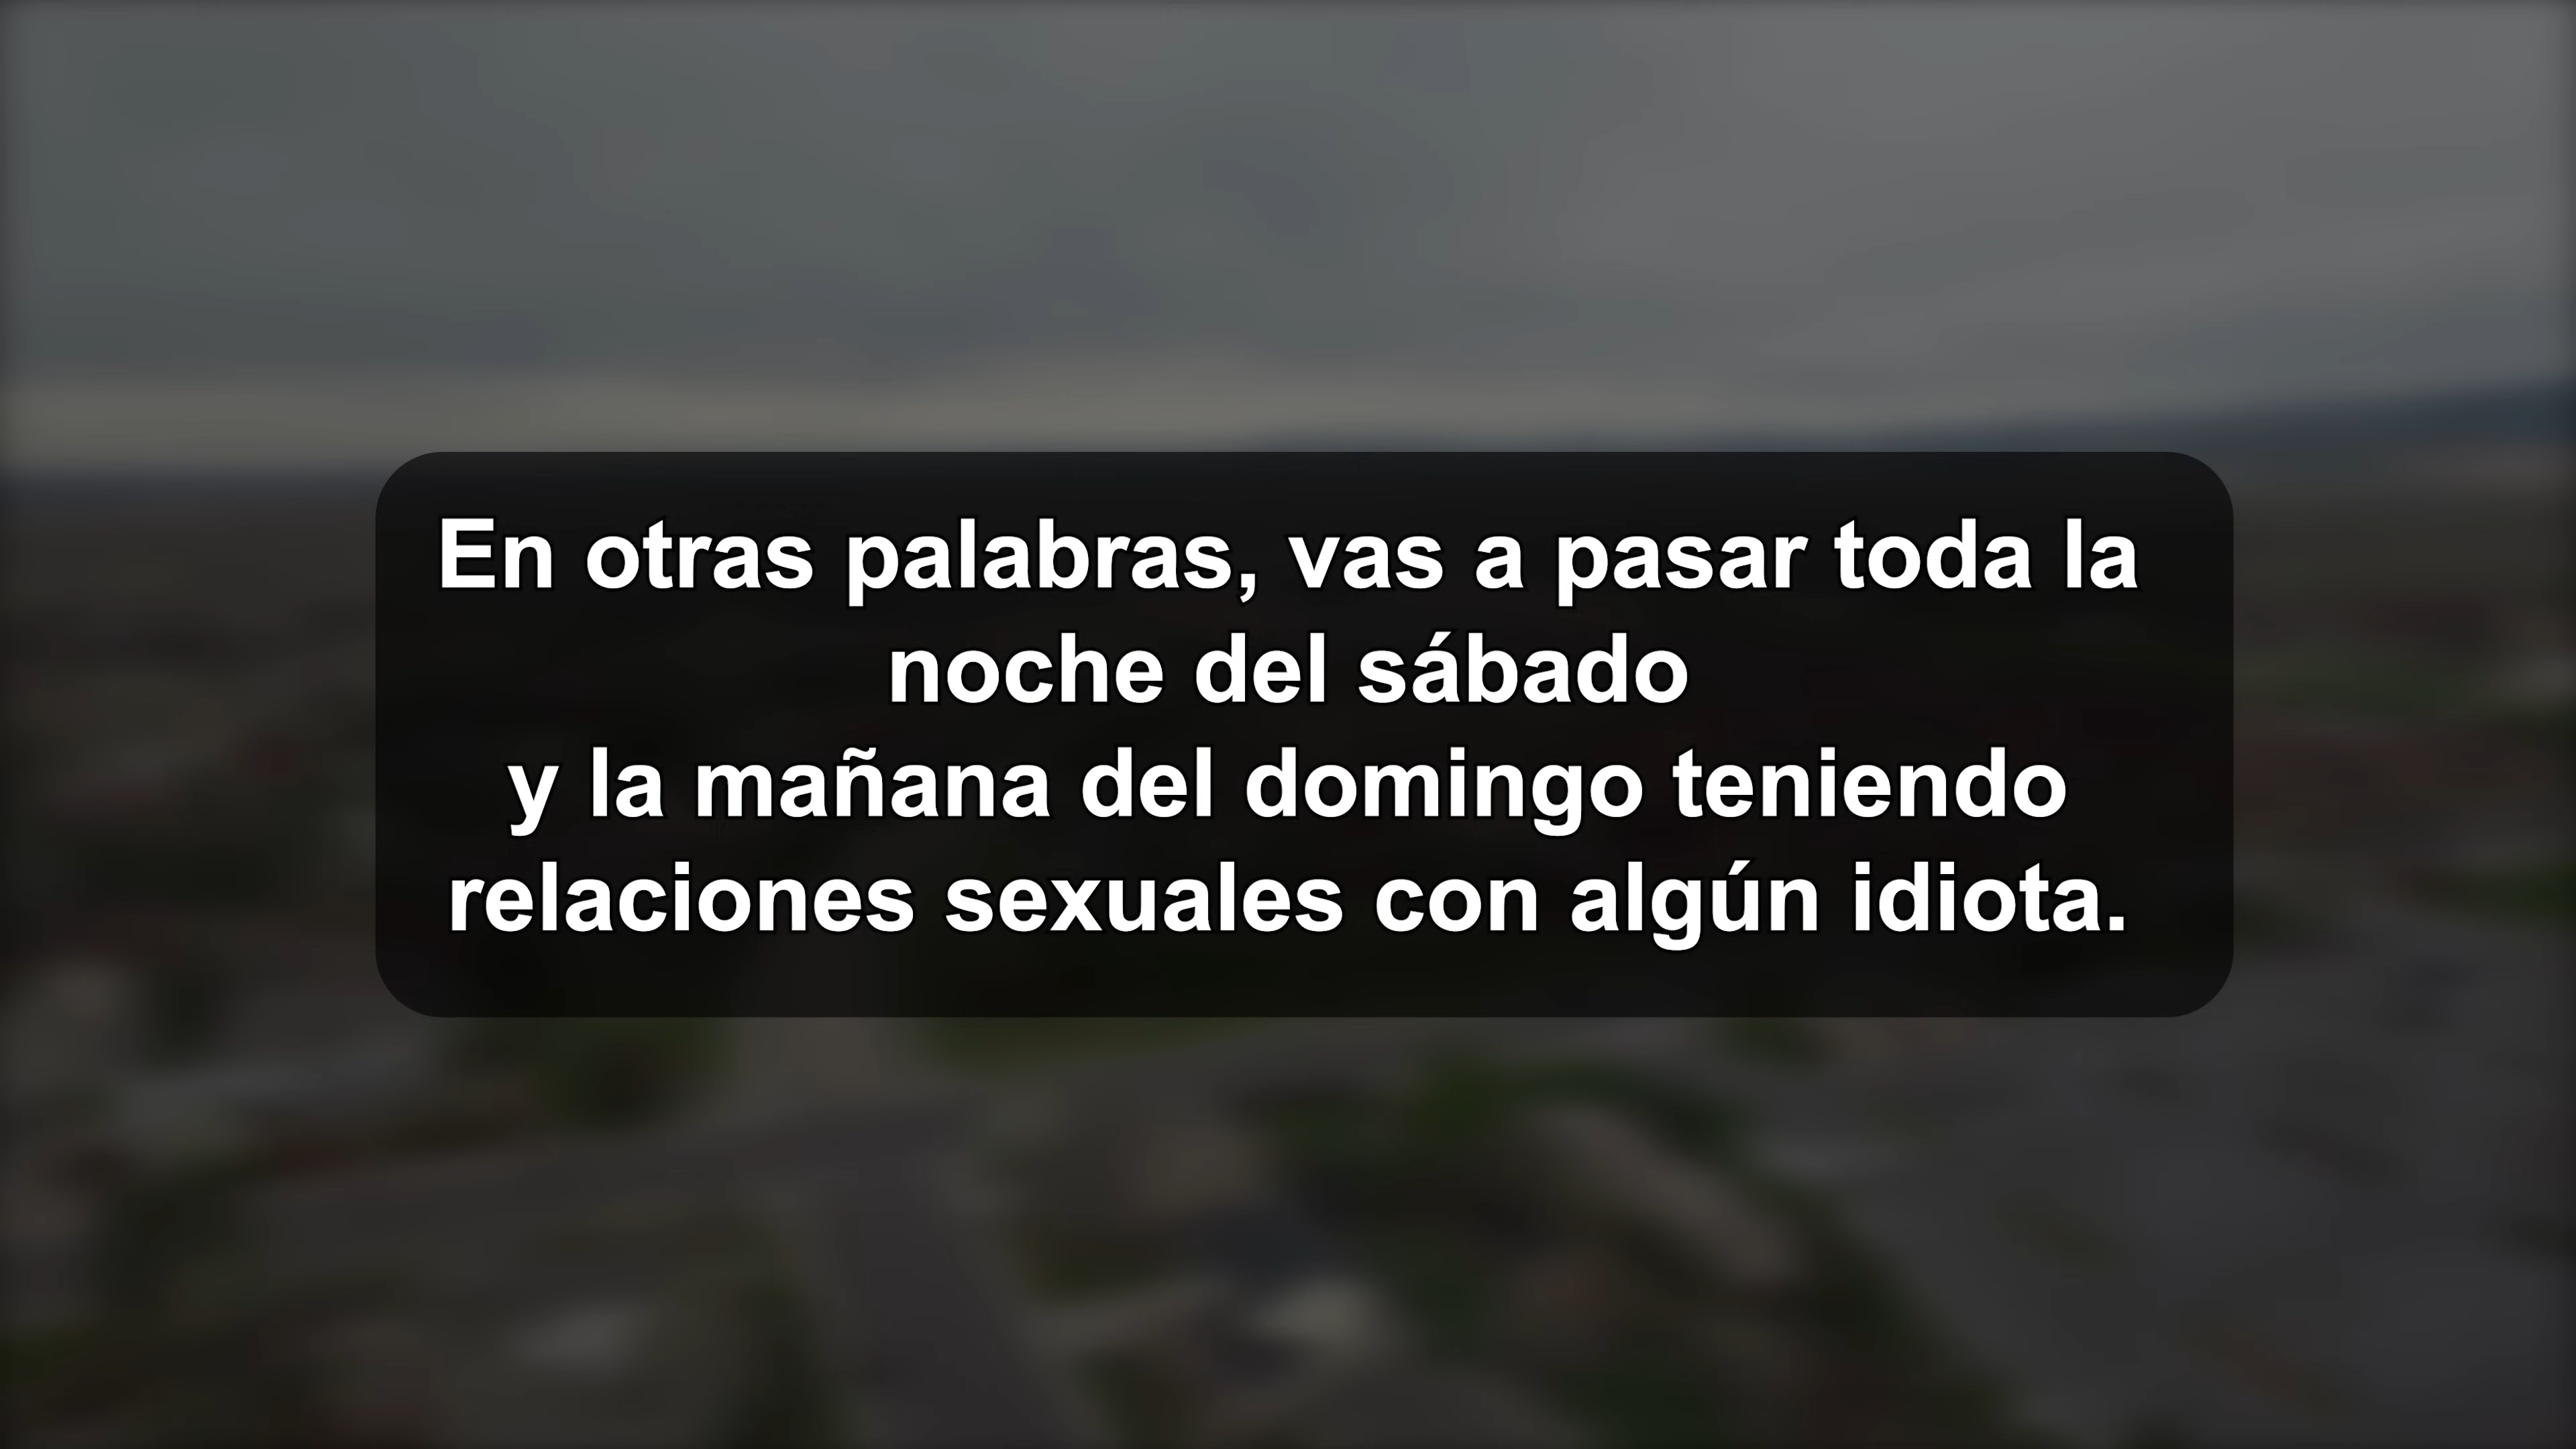 En otras palabras, vas a pasar toda la
noche del sábado
y la mañana del domingo teniendo
relaciones sexuales con algún idiota.